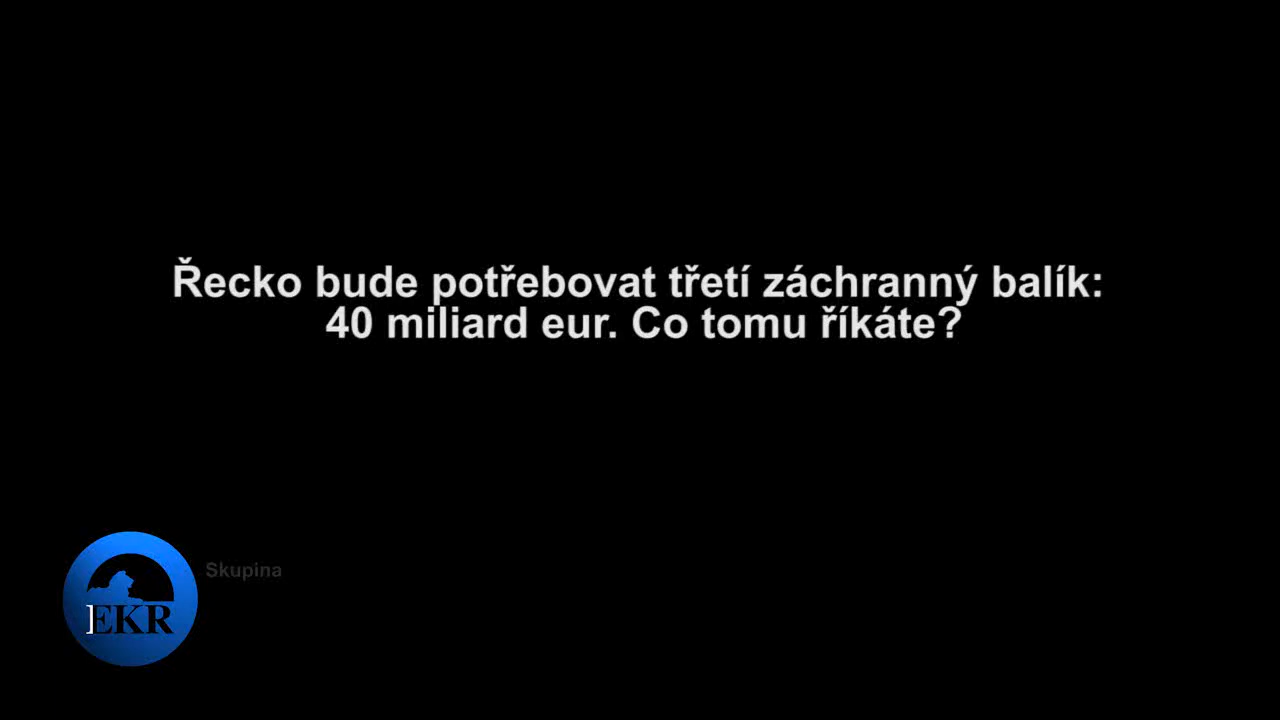 Řecko bude potřebovat třetí záchranný balík:
40 miliard eur. Co tomu říkáte?
Skupina
EKR